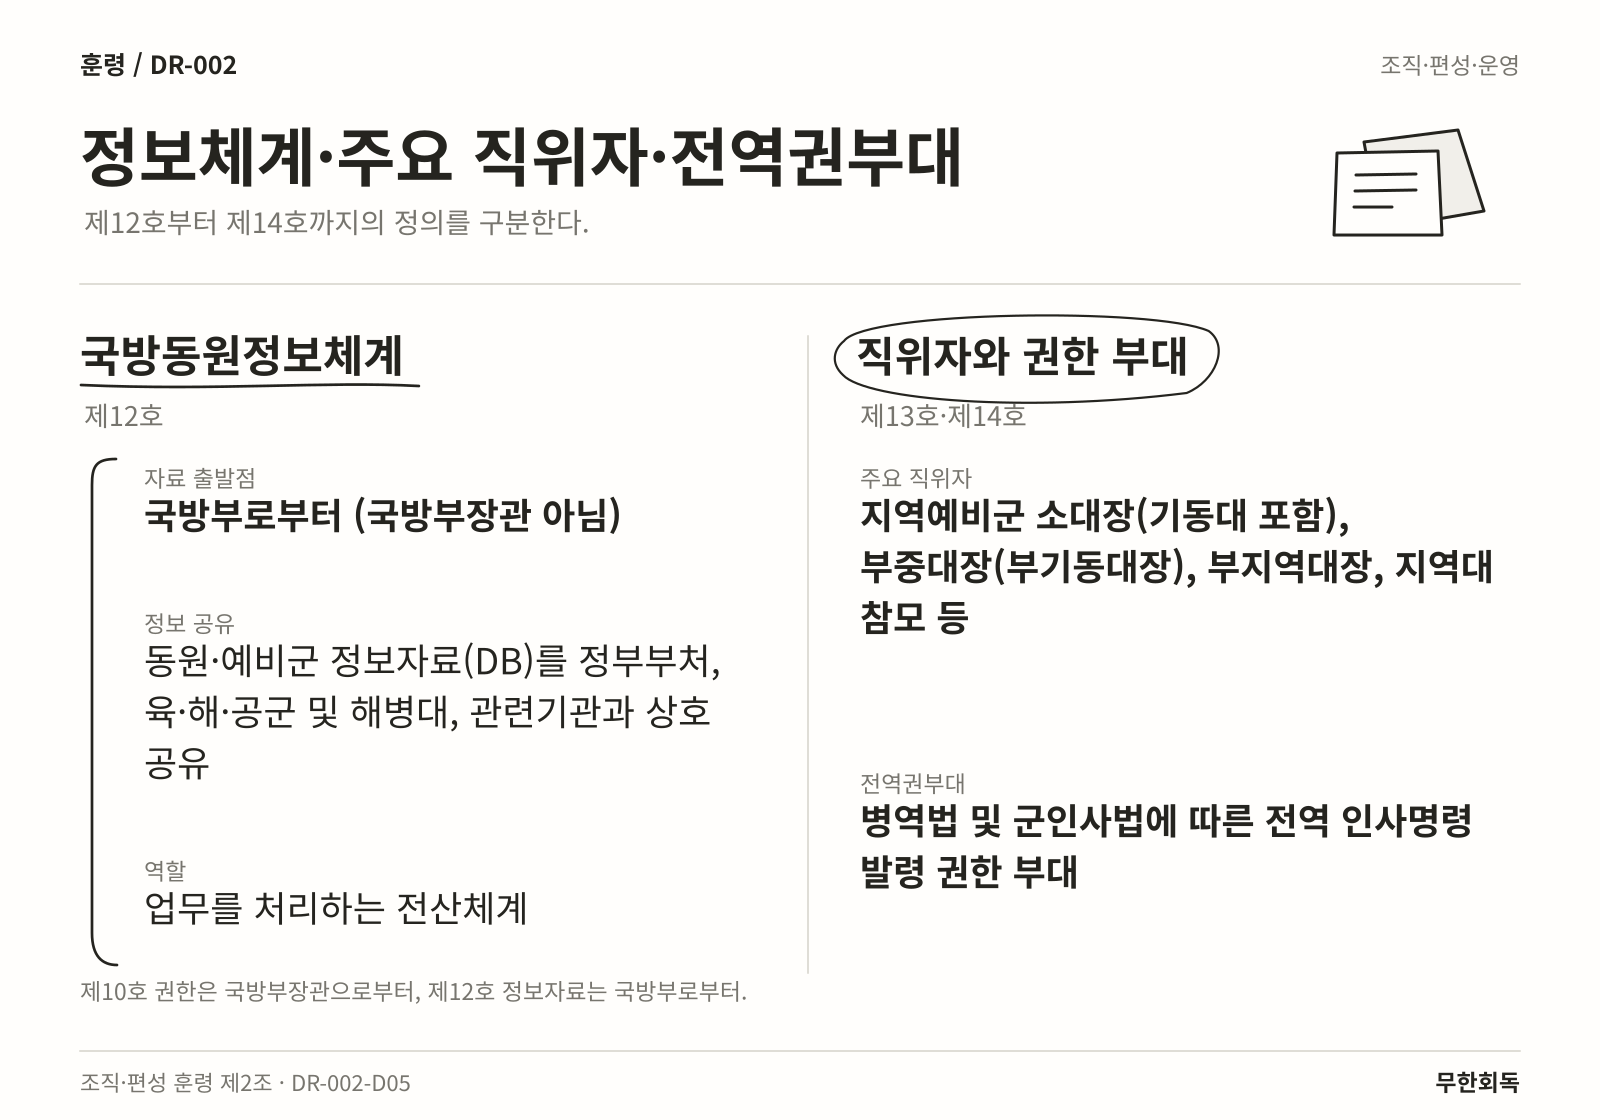 훈령 / DR-002
조직·편성·운영
정보체계·주요 직위자·전역권부대
제12호부터 제14호까지의 정의를 구분한다.
국방동원정보체계
제12호
자료 출발점
국방부로부터 (국방부장관 아님)
정보 공유
동원·예비군 정보자료(DB)를 정부부처,
육·해·공군 및 해병대, 관련기관과 상호
공유
역할
업무를 처리하는 전산체계
제10호 권한은 국방부장관으로부터, 제12호 정보자료는 국방부로부터.
직위자와 권한 부대
제13호·제14호
주요 직위자
지역예비군 소대장(기동대 포함),
부중대장(부기동대장), 부지역대장, 지역대
참모 등
전역권부대
병역법 및 군인사법에 따른 전역 인사명령
발령 권한 부대
조직·편성 훈령 제2조 · DR-002-D05
무한회독